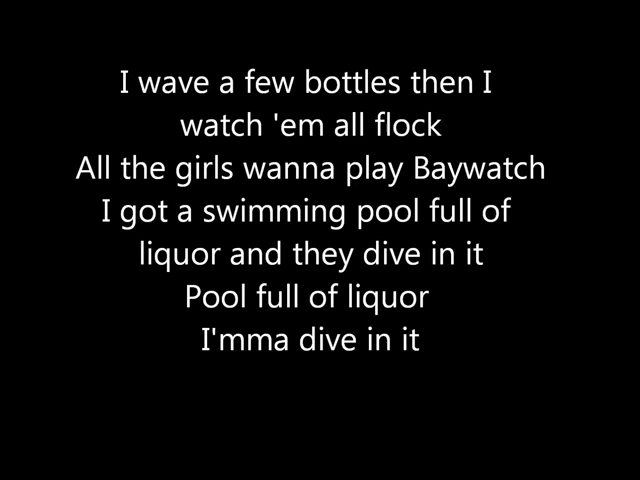 I wave a few bottles then I
watch 'em all flock
All the girls wanna play Baywatch
I got a swimming pool full of
liquor and they dive in it
Pool full of liquor
I'mma dive in it